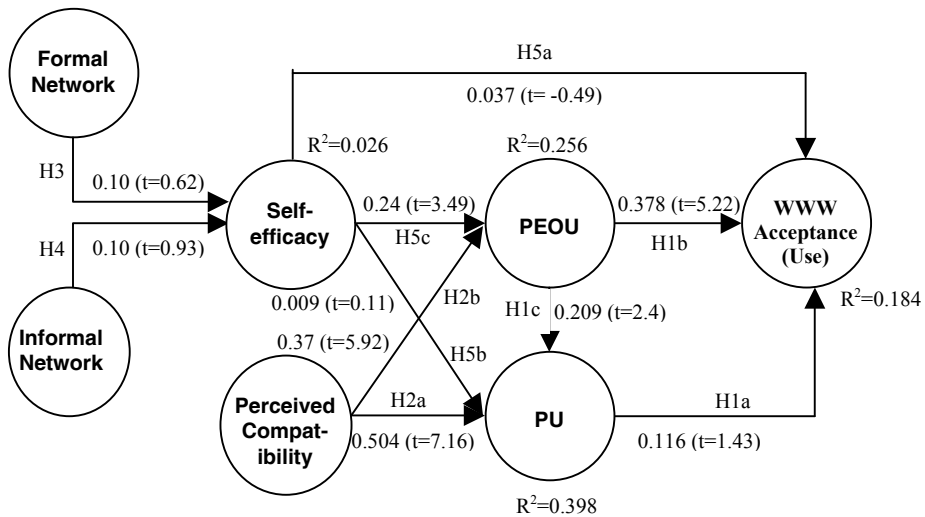 Formal
Network
H5a
0.037 (t= -0.49)
R²=0.026
R²=0.256
H3
0.10 (t=0.62)
Self-
efficacy
0.24 (t=3.49)
H5c
PEOU
0.378 (t=5.22)
H1b
WWW
Acceptance
(Use)
H4
0.10 (t=0.93)
0.009 (t=0.11)
H2b
H1c
0.209 (t=2.4)
R²=0.184
Informal
Network
0.37 (t=5.92)
H5b
Perceived
Compat-
ibility
H2a
0.504 (t=7.16)
PU
H1a
0.116 (t=1.43)
R²=0.398